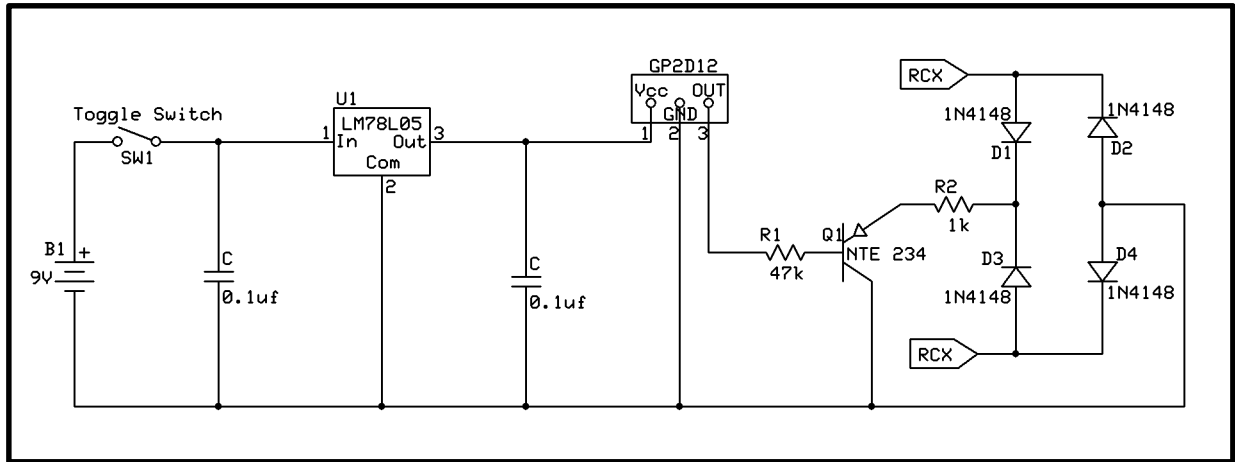 GP2D12
Vcc OUT
GND
1 2 3
RCX
1N4148
D1
1N4148
D2
Toggle Switch
SW1
U1
LM78L05
In Out
Com
1
3
2
B1 +
9V
C
0.1uf
C
0.1uf
R1
47k
Q1
NTE 234
R2
1k
D3
1N4148
D4
1N4148
RCX